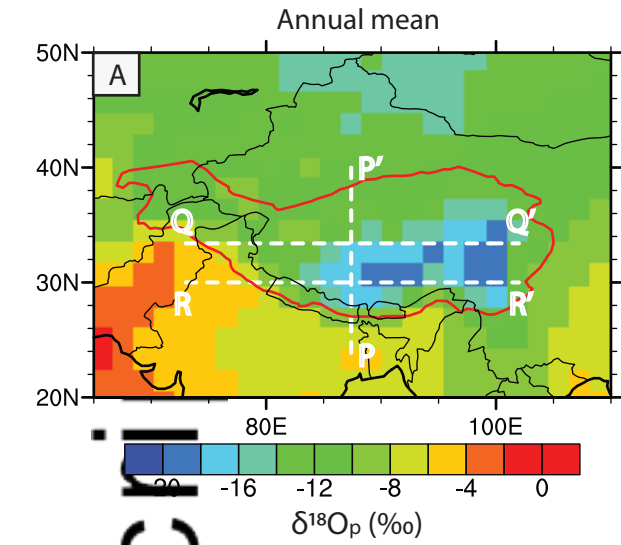 Annual mean
50N
A
40N
P′
Q
Q′
30N
R
R′
P
20N
80E
100E
-20 -16 -12 -8 -4 0
δ¹⁸Oₚ (‰)